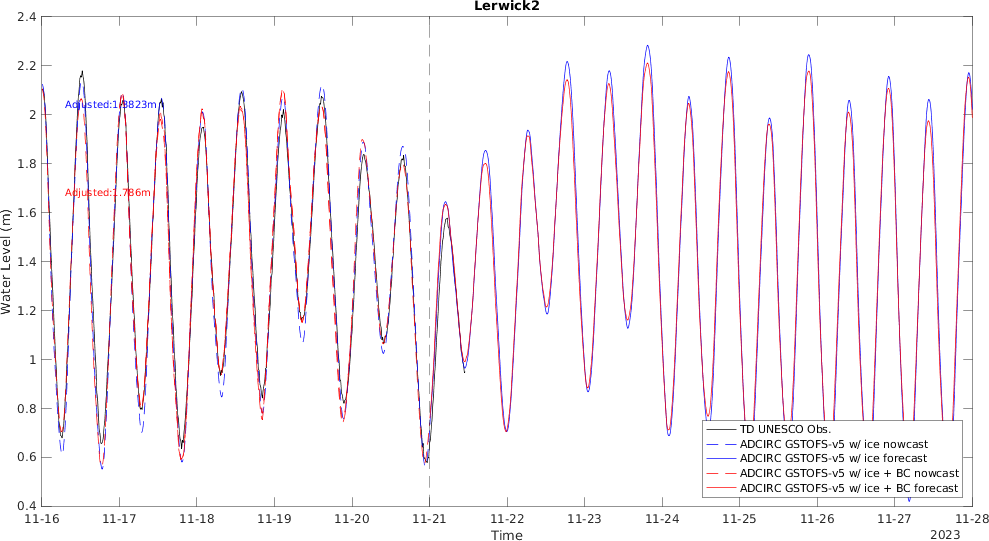 Lerwick2
2.4
2.2
2
1.8
1.6
1.4
1.2
1
0.8
0.6
0.4
Water Level (m)
Adjusted:1.786m
TD UNESCO Obs.
ADCIRC GSTOFS-v5 w/ ice nowcast
ADCIRC GSTOFS-v5 w/ ice forecast
ADCIRC GSTOFS-v5 w/ ice + BC nowcast
ADCIRC GSTOFS-v5 w/ ice + BC forecast
11-16 11-17 11-18 11-19 11-20 11-21 11-22 11-23 11-24 11-25 11-26 11-27 11-28
Time
2023